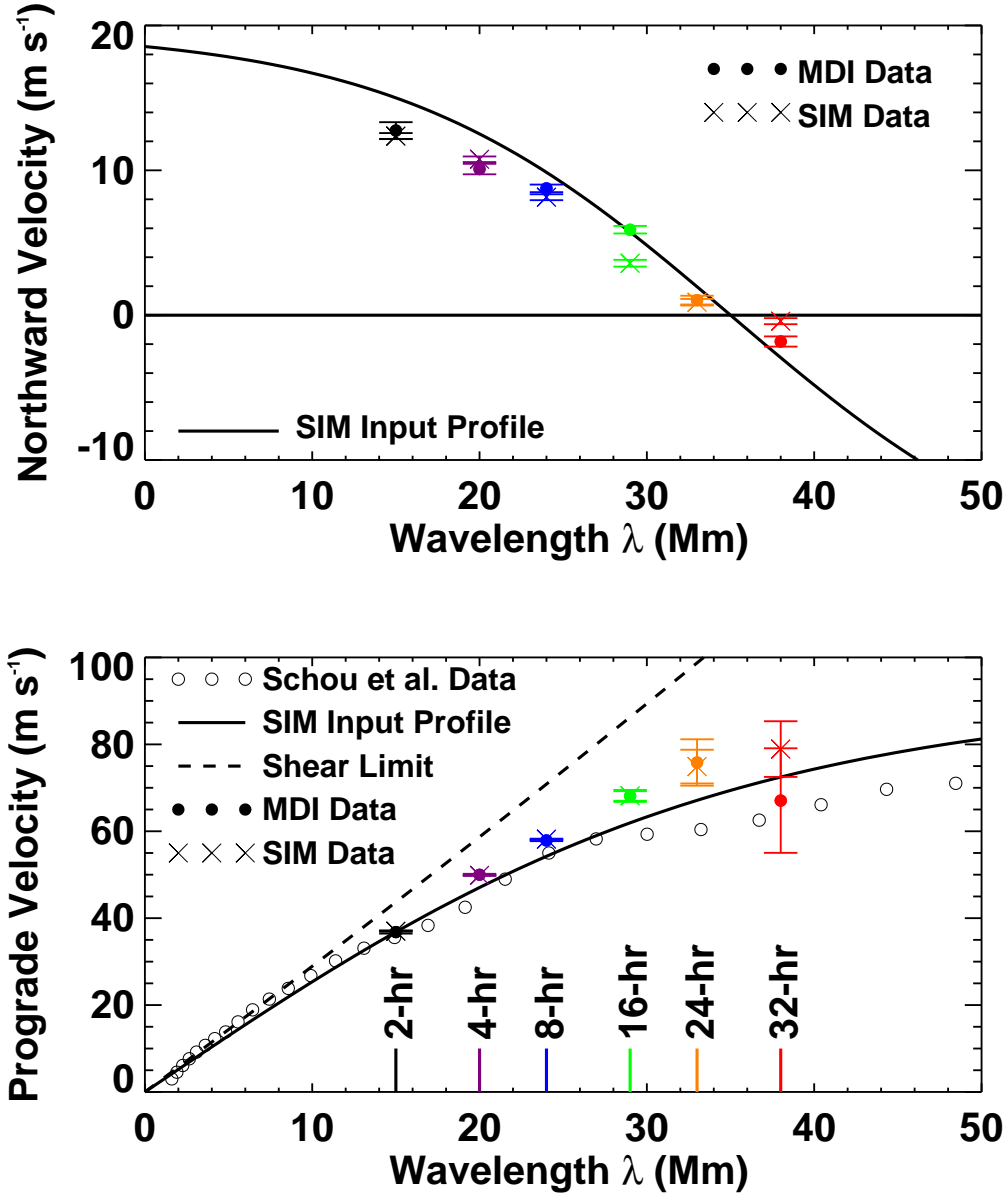 20
10
0
-10
Northward Velocity (m s-1)
MDI Data
SIM Data
SIM Input Profile
0 10 20 30 40 50
Wavelength λ (Mm)
100
80
60
40
20
0
Prograde Velocity (m s-1)
Schou et al. Data
SIM Input Profile
Shear Limit
MDI Data
SIM Data
2-hr
4-hr
8-hr
16-hr
24-hr
32-hr
0 10 20 30 40 50
Wavelength λ (Mm)